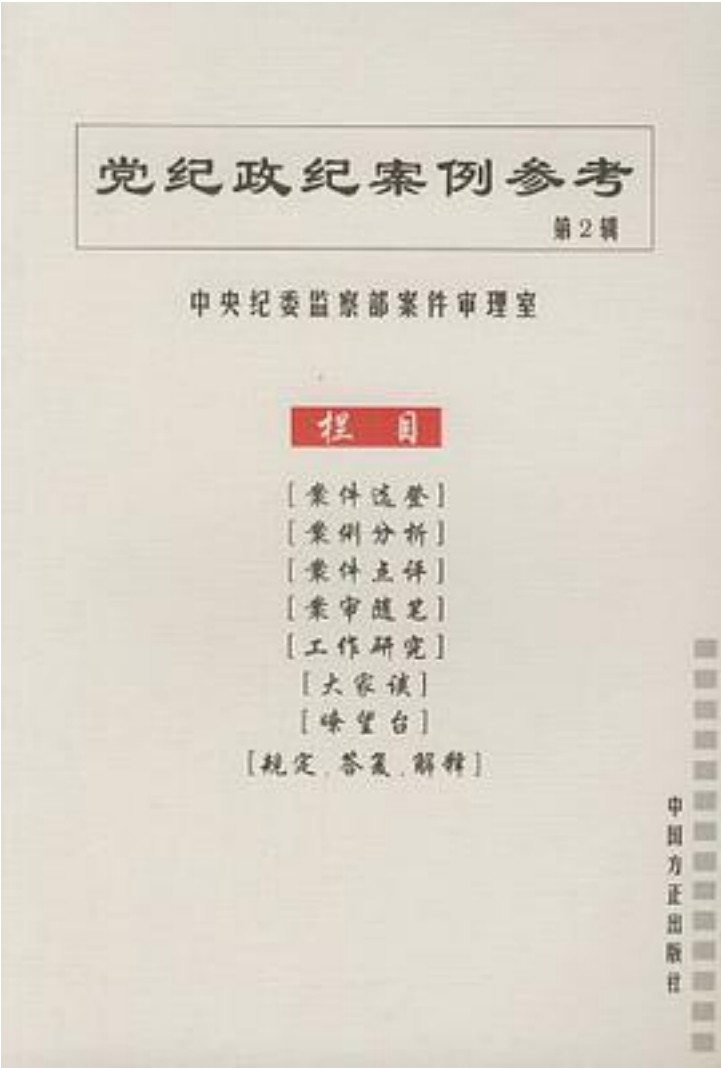 党纪政纪案例参考
第2辑
中央纪委监察部案件审理室
栏 目
[案件选登]
[案例分析]
[案件点评]
[案审随笔]
[工作研究]
[大家谈]
[瞭望台]
[规定、答复、解释]
中国方正出版社